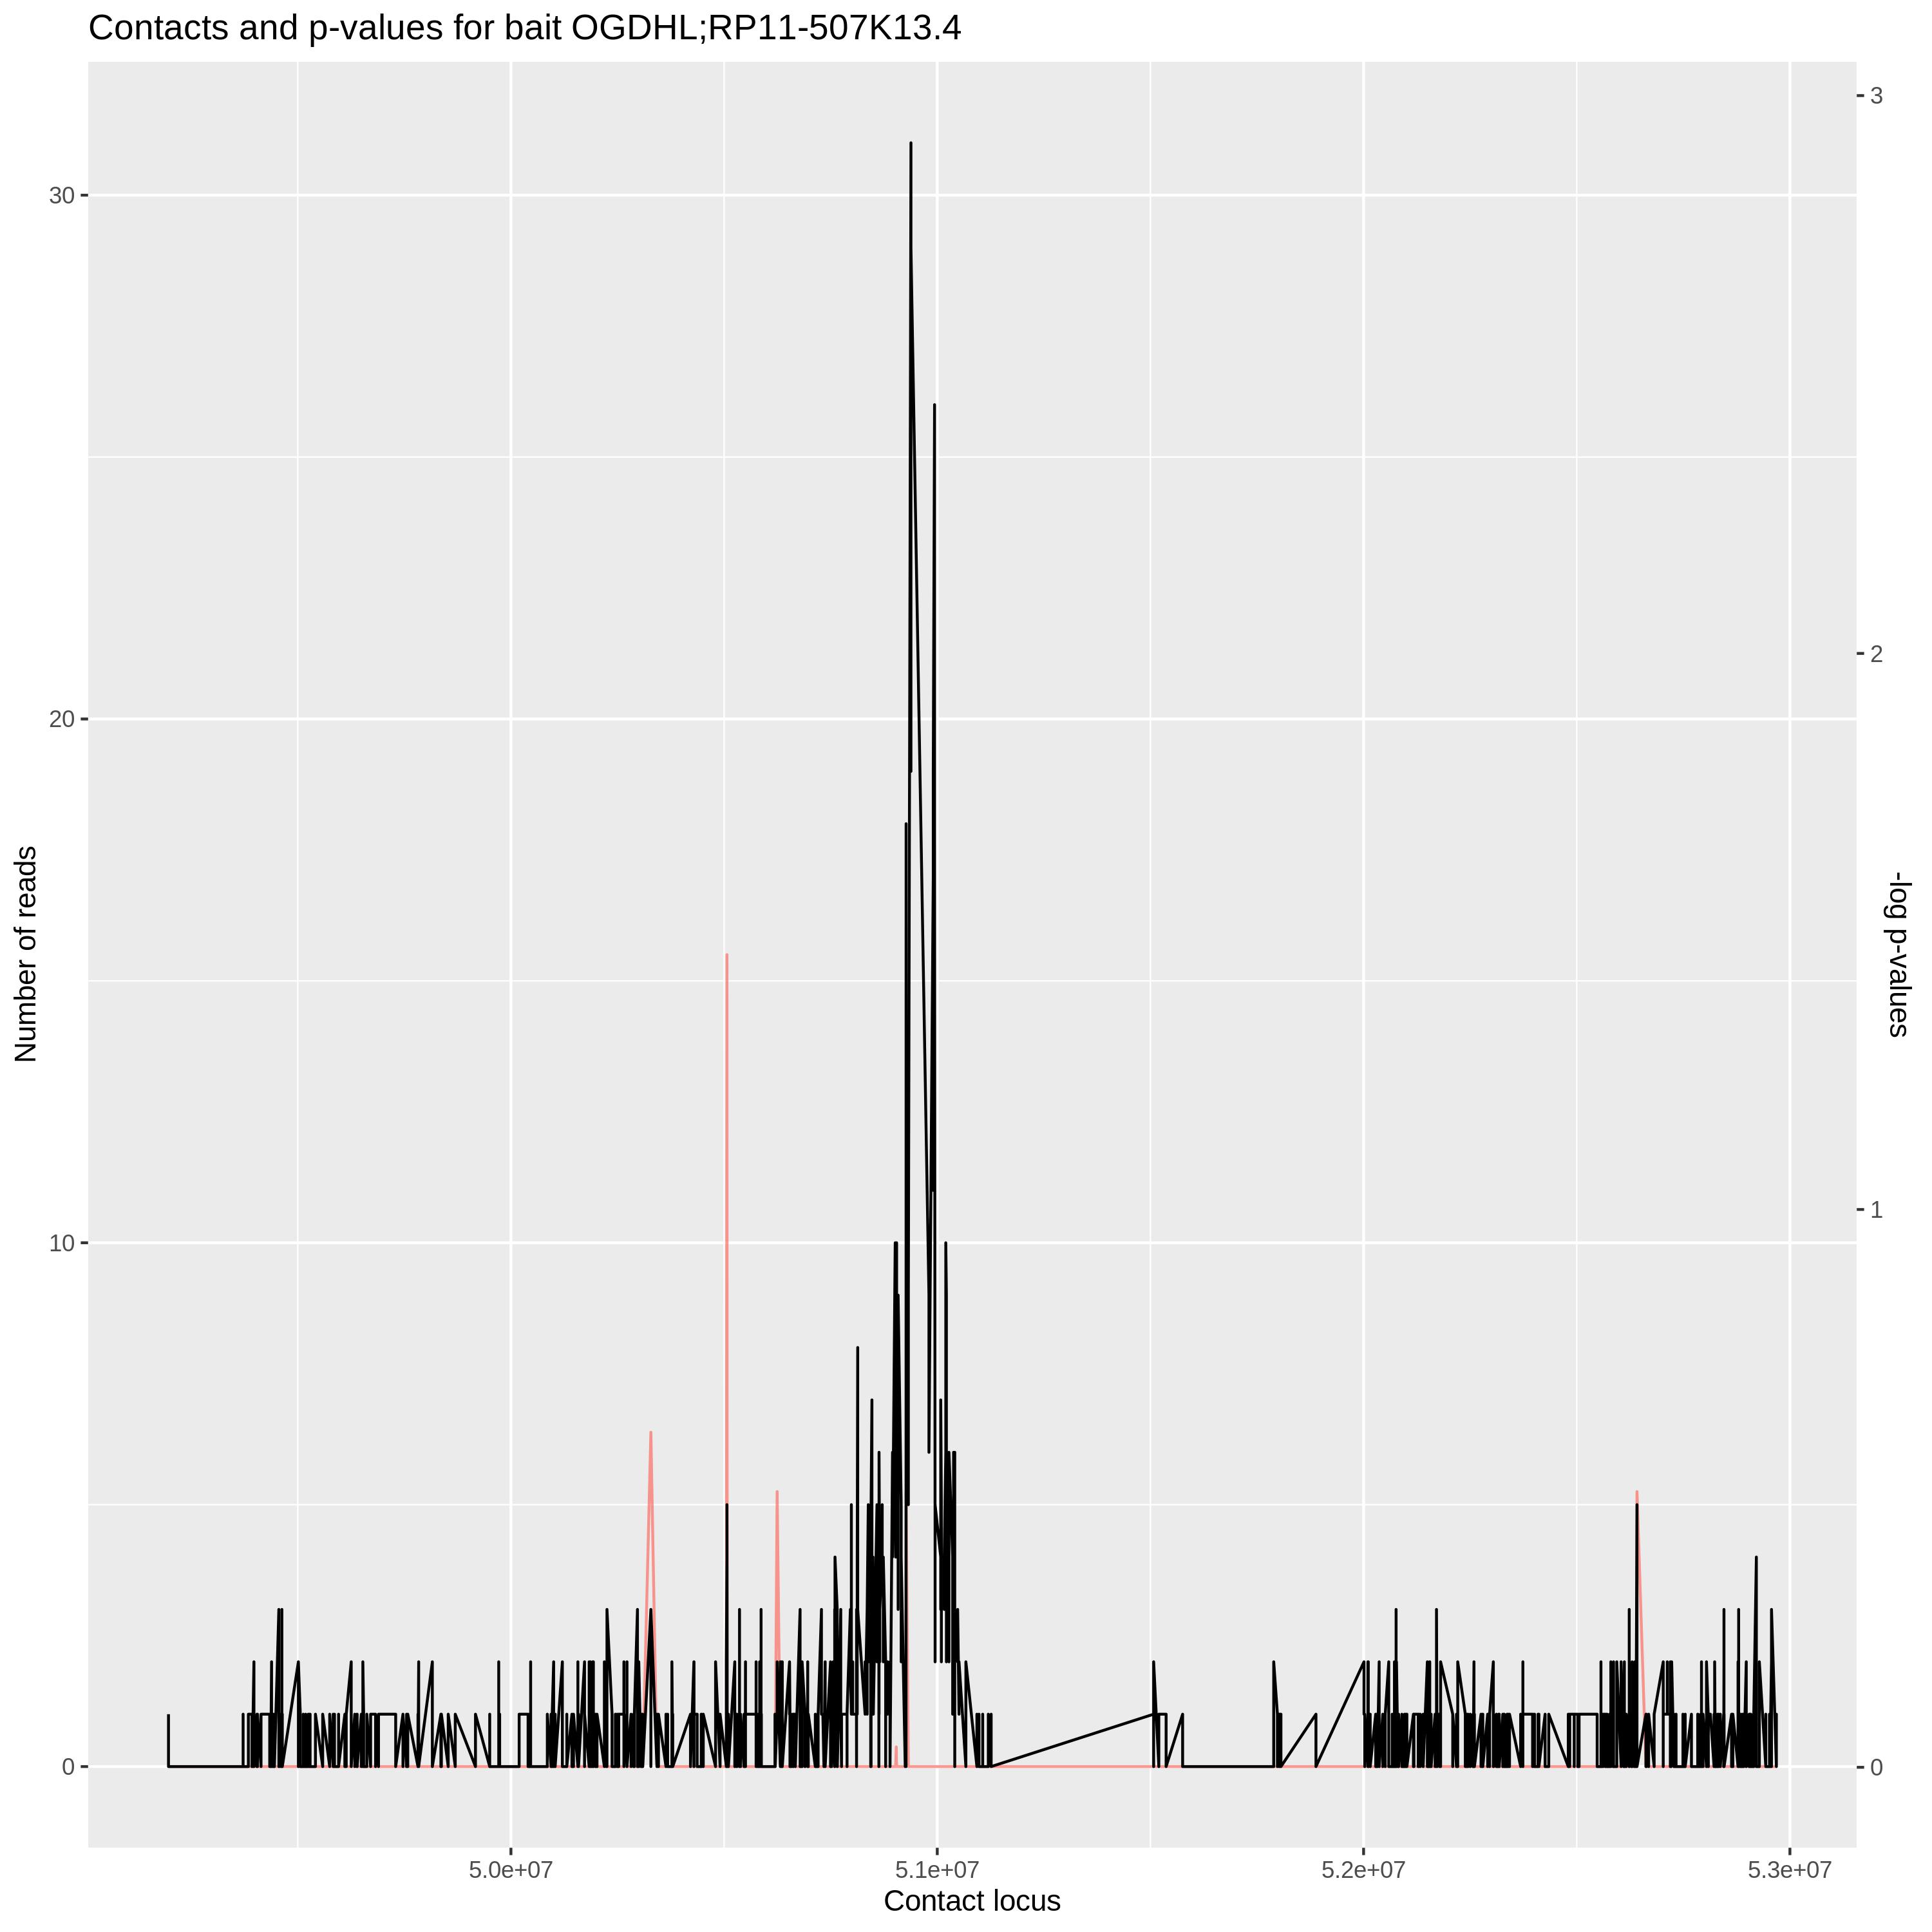 Contacts and p-values for bait OGDHL;RP11-507K13.4
30
20
10
0
Number of reads
3
2
1
0
-log p-values
5.0e+07
5.1e+07
5.2e+07
5.3e+07
Contact locus